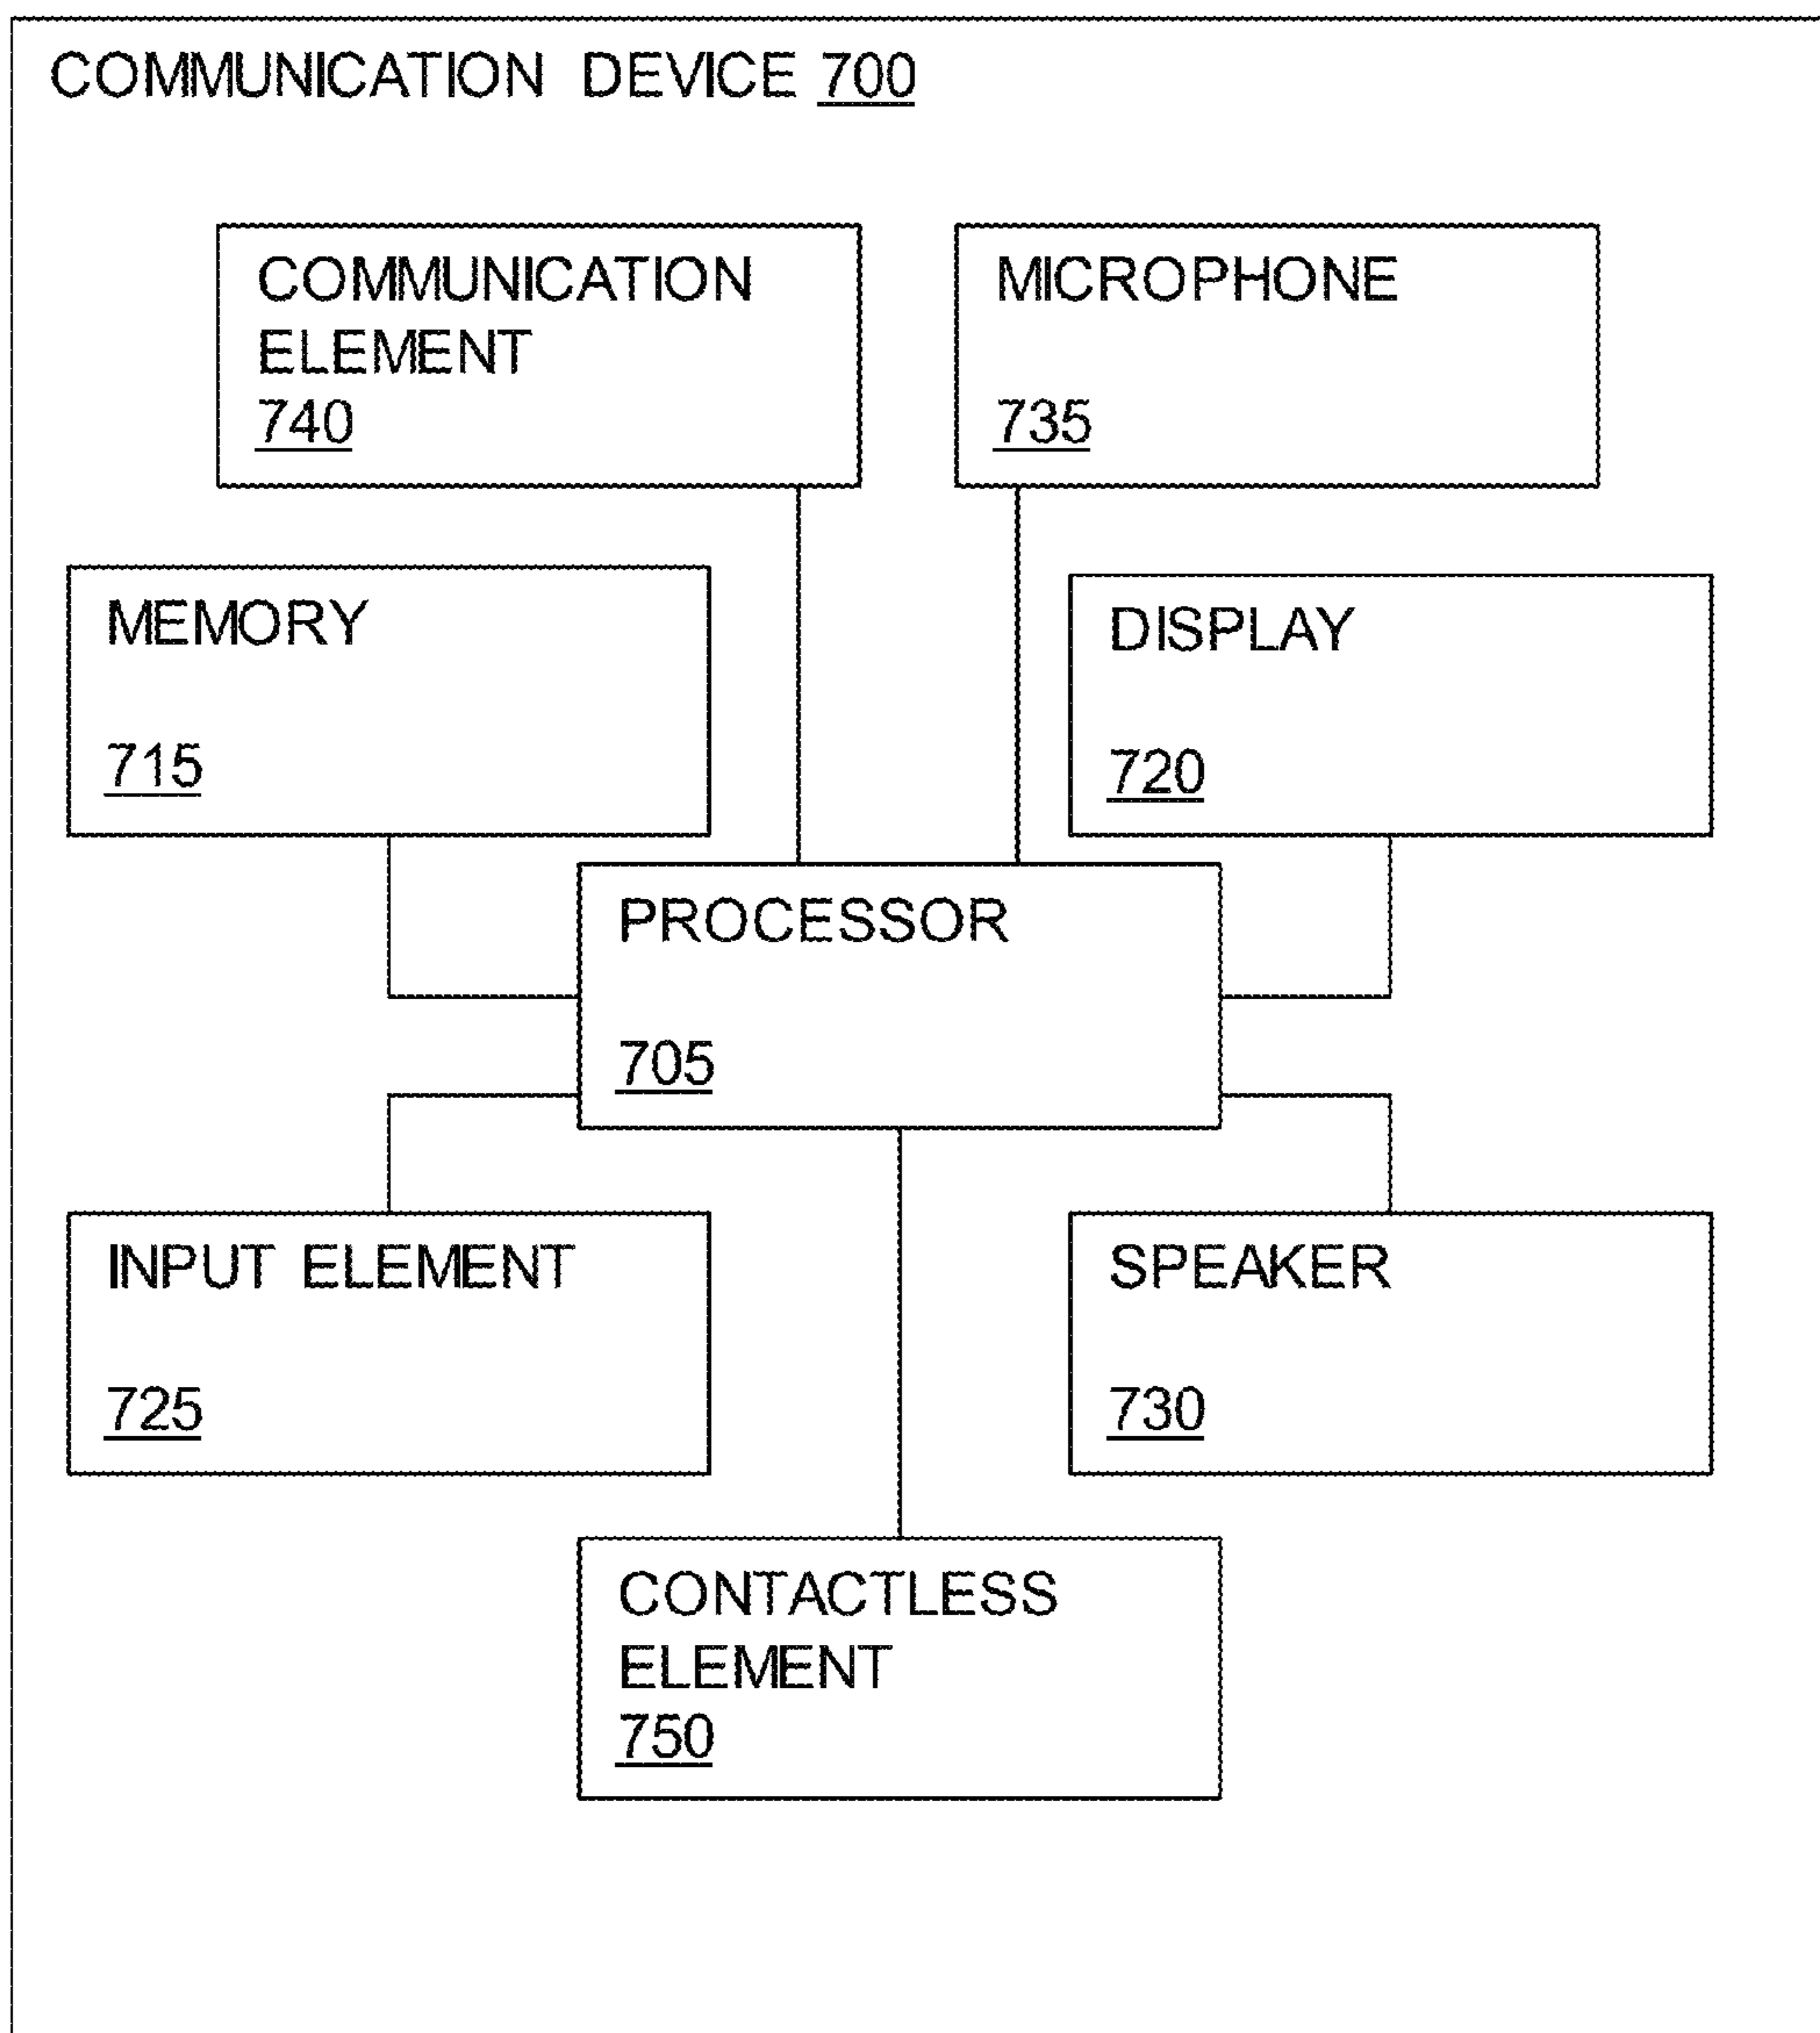 COMMUNICATION DEVICE 700
COMMUNICATION
ELEMENT
740
MICROPHONE
735
MEMORY
715
DISPLAY
720
PROCESSOR
705
INPUT ELEMENT
725
SPEAKER
730
CONTACTLESS
ELEMENT
750